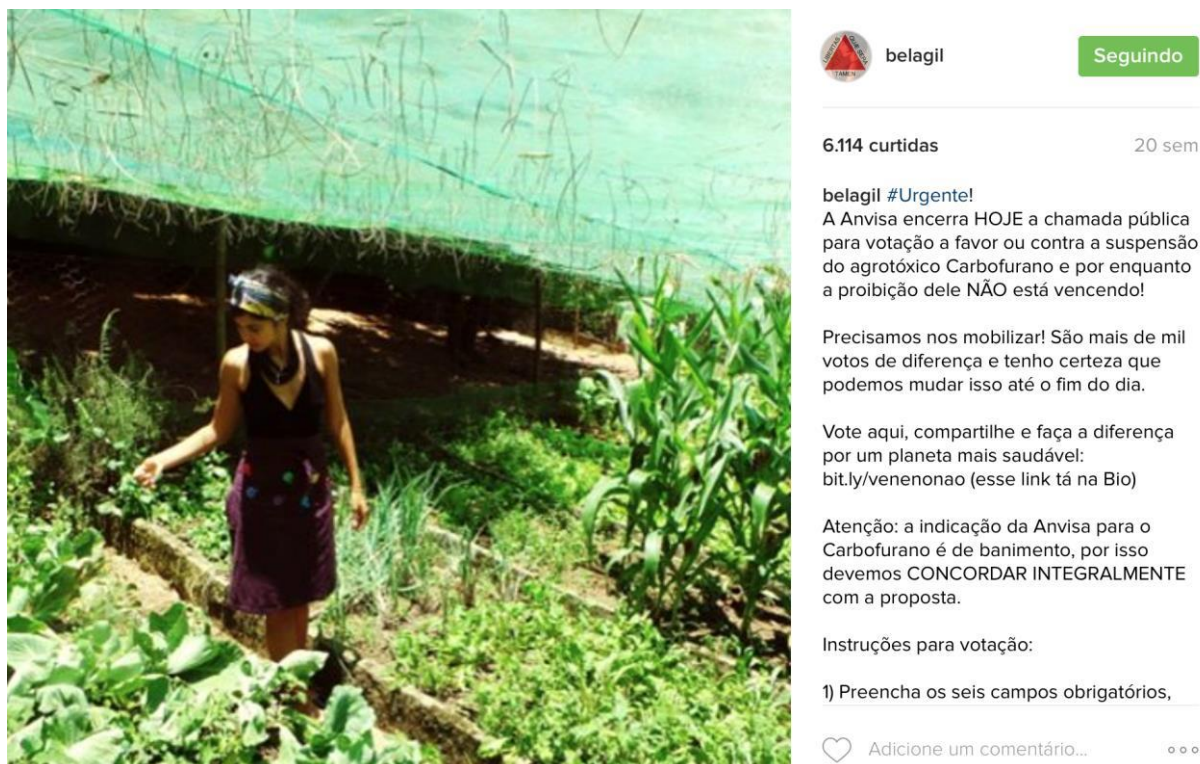 LIBERTAS QUE SERA TAMEN
belagil
Seguindo
6.114 curtidas
20 sem
belagil #Urgente!
A Anvisa encerra HOJE a chamada pública
para votação a favor ou contra a suspensão
do agrotóxico Carbofurano e por enquanto
a proibição dele NÃO está vencendo!
Precisamos nos mobilizar! São mais de mil
votos de diferença e tenho certeza que
podemos mudar isso até o fim do dia.
Vote aqui, compartilhe e faça a diferença
por um planeta mais saudável:
bit.ly/venenonao (esse link tá na Bio)
Atenção: a indicação da Anvisa para o
Carbofurano é de banimento, por isso
devemos CONCORDAR INTEGRALMENTE
com a proposta.
Instruções para votação:
1) Preencha os seis campos obrigatórios,
Adicione um comentário...